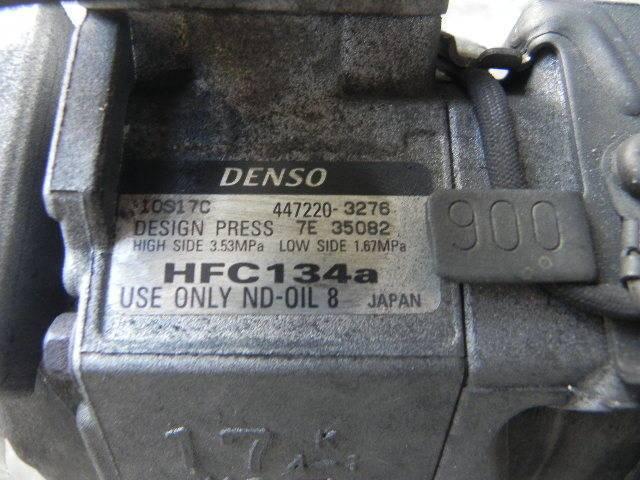 DENSO
10S17C 447220-3276
DESIGN PRESS 7E 35082
HIGH SIDE 3.53MPa LOW SIDE 1.67MPa
HFC134a
USE ONLY ND-OIL 8 JAPAN
900
17